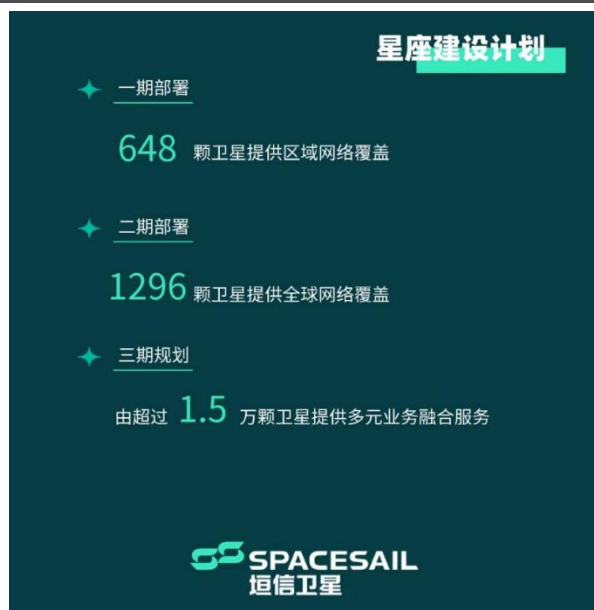 星座建设计划
一期部署
648 颗卫星提供区域网络覆盖
二期部署
1296 颗卫星提供全球网络覆盖
三期规划
由超过 1.5 万颗卫星提供多元业务融合服务
SPACESAIL
垣信卫星